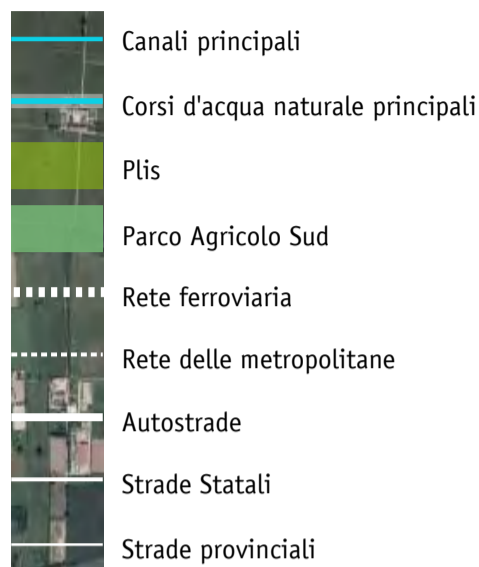 Canali principali
Corsi d'acqua naturale principali
Plis
Parco Agricolo Sud
Rete ferroviaria
Rete delle metropolitane
Autostrade
Strade Statali
Strade provinciali